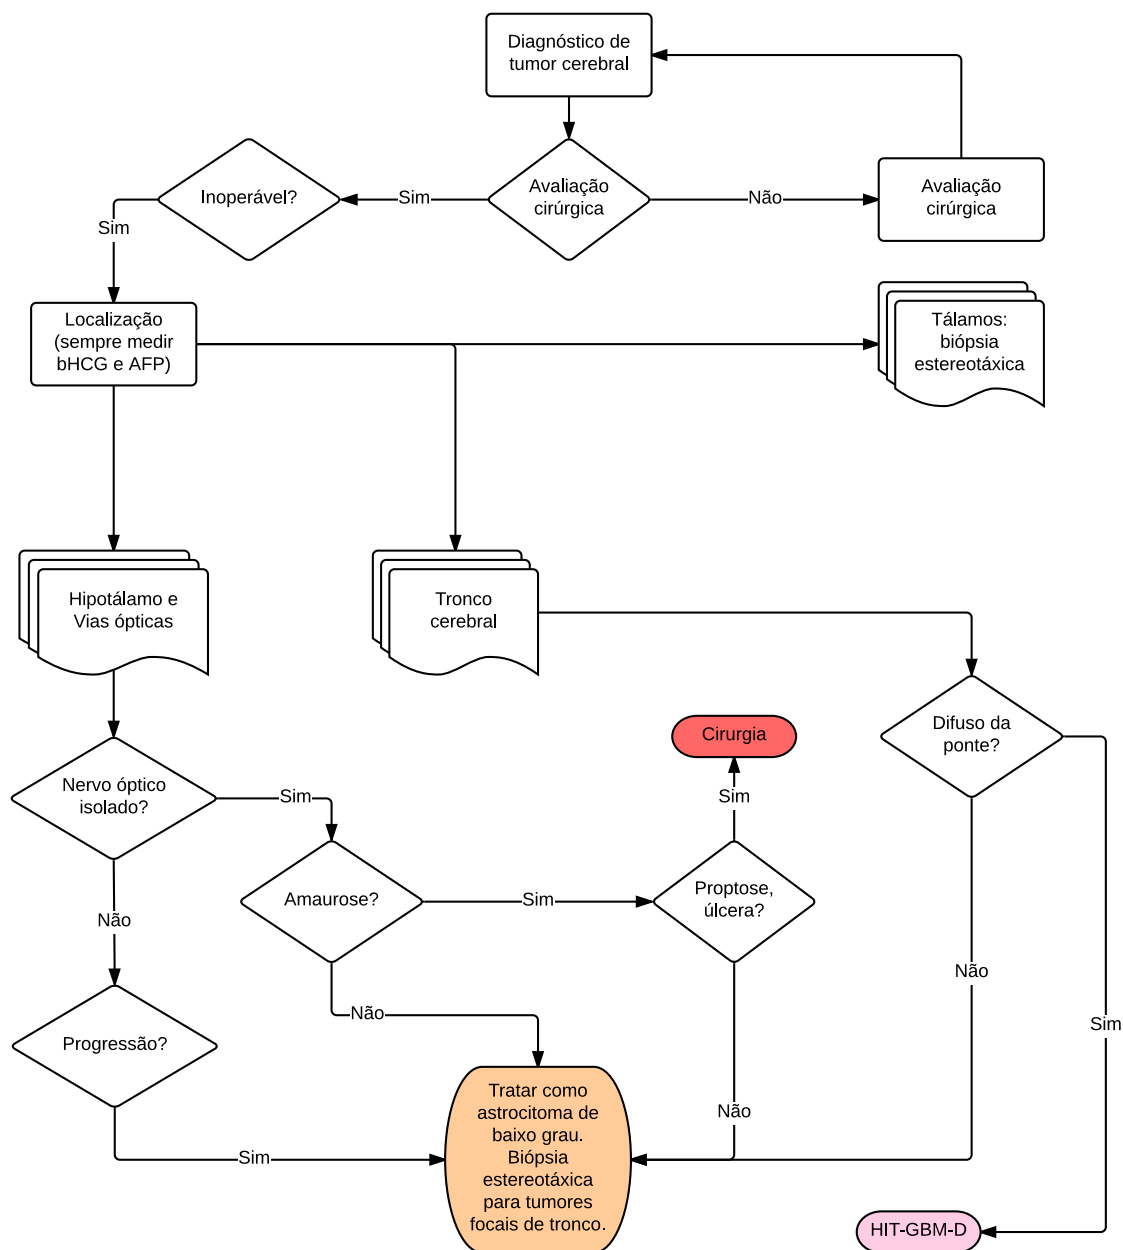 Diagnóstico de
tumor cerebral
Inoperável?
Sim
Avaliação
cirúrgica
Não
Avaliação
cirúrgica
Sim
Localização
(sempre medir
bHCG e AFP)
Tálamos:
biópsia
estereotáxica
Hipotálamo e
Vias ópticas
Tronco
cerebral
Cirurgia
Difuso da
ponte?
Nervo óptico
isolado?
Sim
Sim
Amaurose?
Sim
Proptose,
úlcera?
Não
Não
Não
Sim
Progressão?
Tratar como
astrocitoma de
baixo grau.
Biópsia
estereotáxica
para tumores
focais de tronco.
Não
Sim
HIT-GBM-D